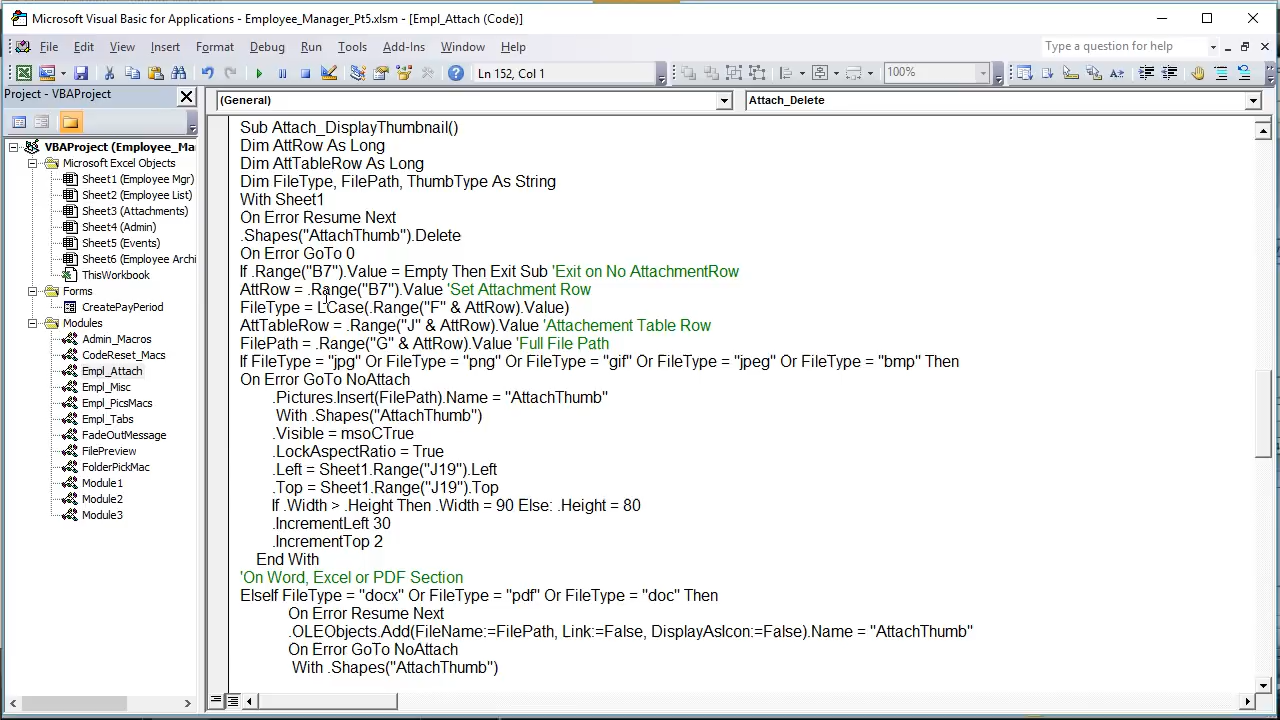 Microsoft Visual Basic for Applications - Employee_Manager_Pt5.xlsm - [Empl_Attach (Code)]
File Edit View Insert Format Debug Run Tools Add-Ins Window Help
Type a question for help
Ln 152, Col 1
100%
Project - VBAProject
(General)
Attach_Delete
VBAProject (Employee_Ma
Microsoft Excel Objects
Sheet1 (Employee Mgr)
Sheet2 (Employee List)
Sheet3 (Attachments)
Sheet4 (Admin)
Sheet5 (Events)
Sheet6 (Employee Archi
ThisWorkbook
Forms
CreatePayPeriod
Modules
Admin_Macros
CodeReset_Macs
Empl_Attach
Empl_Misc
Empl_PicsMacs
Empl_Tabs
FadeOutMessage
FilePreview
FolderPickMac
Module1
Module2
Module3
Sub Attach_DisplayThumbnail()
Dim AttRow As Long
Dim AttTableRow As Long
Dim FileType, FilePath, ThumbType As String
With Sheet1
On Error Resume Next
.Shapes("AttachThumb").Delete
On Error GoTo 0
If .Range("B7").Value = Empty Then Exit Sub 'Exit on No AttachmentRow
AttRow = .Range("B7").Value 'Set Attachment Row
FileType = LCase(.Range("F" & AttRow).Value)
AttTableRow = .Range("J" & AttRow).Value 'Attachement Table Row
FilePath = .Range("G" & AttRow).Value 'Full File Path
If FileType = "jpg" Or FileType = "png" Or FileType = "gif" Or FileType = "jpeg" Or FileType = "bmp" Then
On Error GoTo NoAttach
.Pictures.Insert(FilePath).Name = "AttachThumb"
With .Shapes("AttachThumb")
.Visible = msoCTrue
.LockAspectRatio = True
.Left = Sheet1.Range("J19").Left
.Top = Sheet1.Range("J19").Top
If .Width > .Height Then .Width = 90 Else: .Height = 80
.IncrementLeft 30
.IncrementTop 2
End With
'On Word, Excel or PDF Section
ElseIf FileType = "docx" Or FileType = "pdf" Or FileType = "doc" Then
On Error Resume Next
.OLEObjects.Add(FileName:=FilePath, Link:=False, DisplayAsIcon:=False).Name = "AttachThumb"
On Error GoTo NoAttach
With .Shapes("AttachThumb")